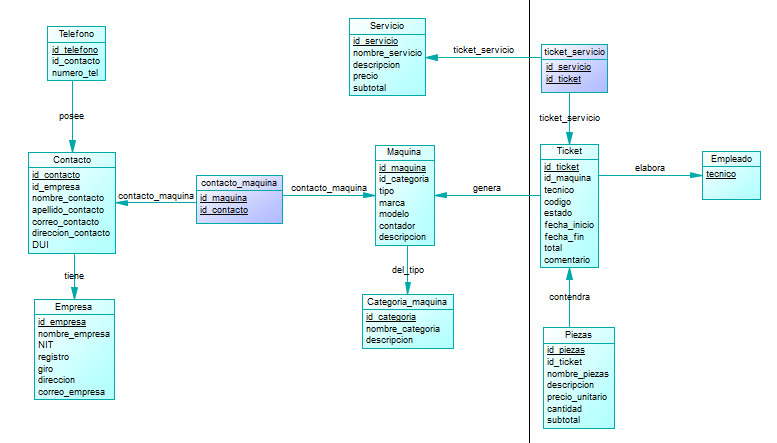 Servicio
id_servicio
nombre_servicio
descripcion
precio
subtotal
ticket_servicio
ticket_servicio
id_servicio
id_ticket
ticket_servicio
Telefono
id_telefono
id_contacto
numero_tel
posee
Contacto
id_contacto
id_empresa
nombre_contacto
apellido_contacto
correo_contacto
direccion_contacto
DUI
contacto_maquina
contacto_maquina
id_maquina
id_contacto
contacto_maquina
Maquina
id_maquina
id_categoria
tipo
marca
modelo
contador
descripcion
genera
Ticket
id_ticket
id_maquina
tecnico
codigo
estado
fecha_inicio
fecha_fin
total
comentario
elabora
Empleado
tecnico
tiene
del_tipo
contendra
Empresa
id_empresa
nombre_empresa
NIT
registro
giro
direccion
correo_empresa
Categoria_maquina
id_categoria
nombre_categoria
descripcion
Piezas
id_piezas
id_ticket
nombre_piezas
descripcion
precio_unitario
cantidad
subtotal